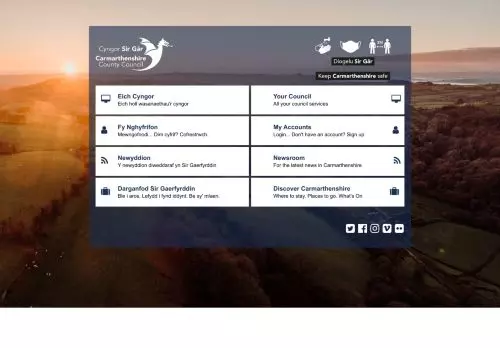 Cyngor Sir Gâr
Carmarthenshire
County Council
2M
Diogelu Sir Gâr
Keep Carmarthenshire safe
Eich Cyngor
Eich holl wasanaethau'r cyngor
Your Council
All your council services
Fy Nghyfrifon
Mewngofnodi... Dim cyfrif? Cofrestrwch
My Accounts
Login... Don't have an account? Sign up
Newyddion
Y newyddion diweddaraf yn Sir Gaerfyrddin
Newsroom
For the latest news in Carmarthenshire
Darganfod Sir Gaerfyrddin
Ble i aros. Lefydd i fynd iddynt. Be sy' mlaen.
Discover Carmarthenshire
Where to stay. Places to go. What's On